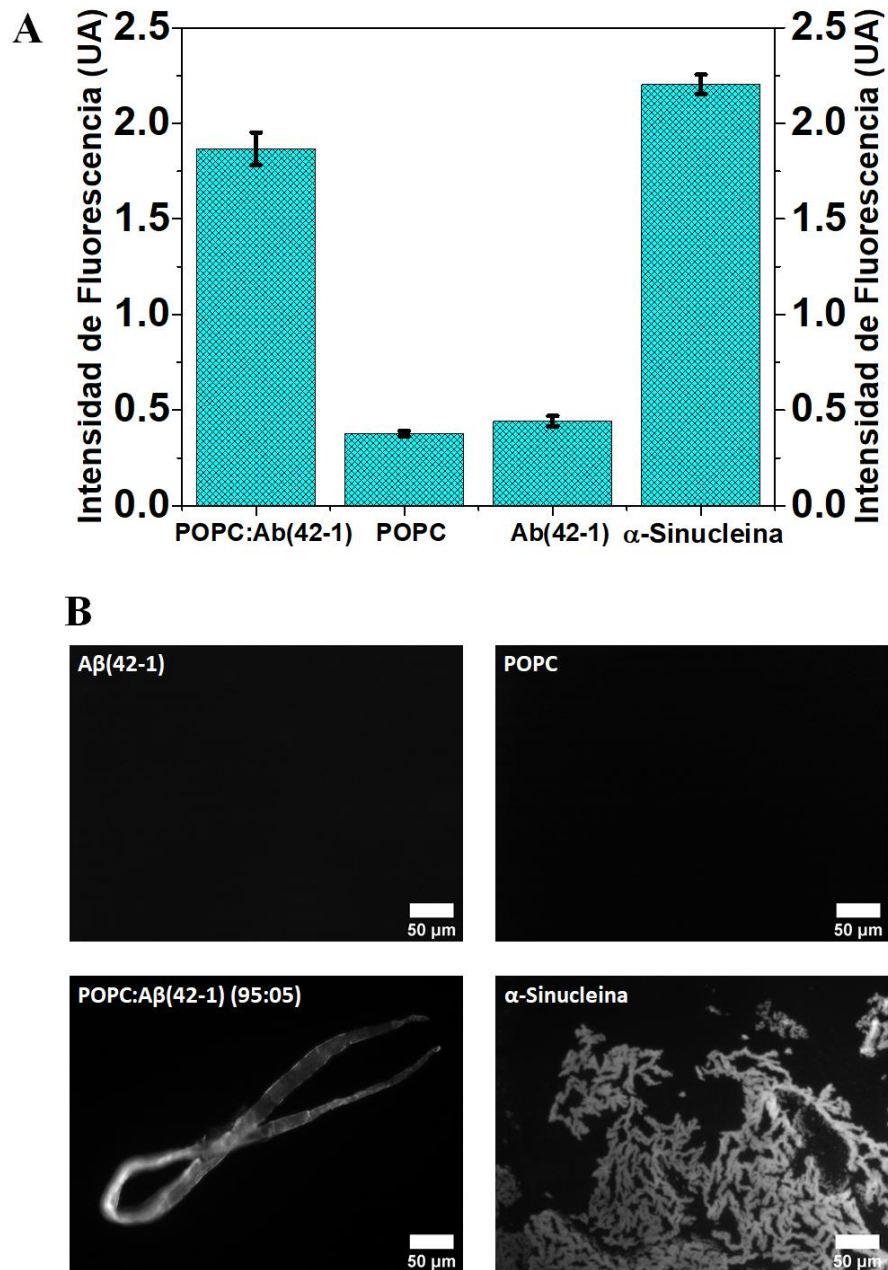 A
Intensidad de Fluorescencia (UA)
2.5
2.0
1.5
1.0
0.5
0.0
POPC:Ab(42-1) POPC Ab(42-1) α-Sinucleina
2.5
2.0
1.5
1.0
0.5
0.0
Intensidad de Fluorescencia (UA)
B
Aβ(42-1)
50 µm
POPC
50 µm
POPC:Aβ(42-1) (95:05)
50 µm
α-Sinucleina
50 µm